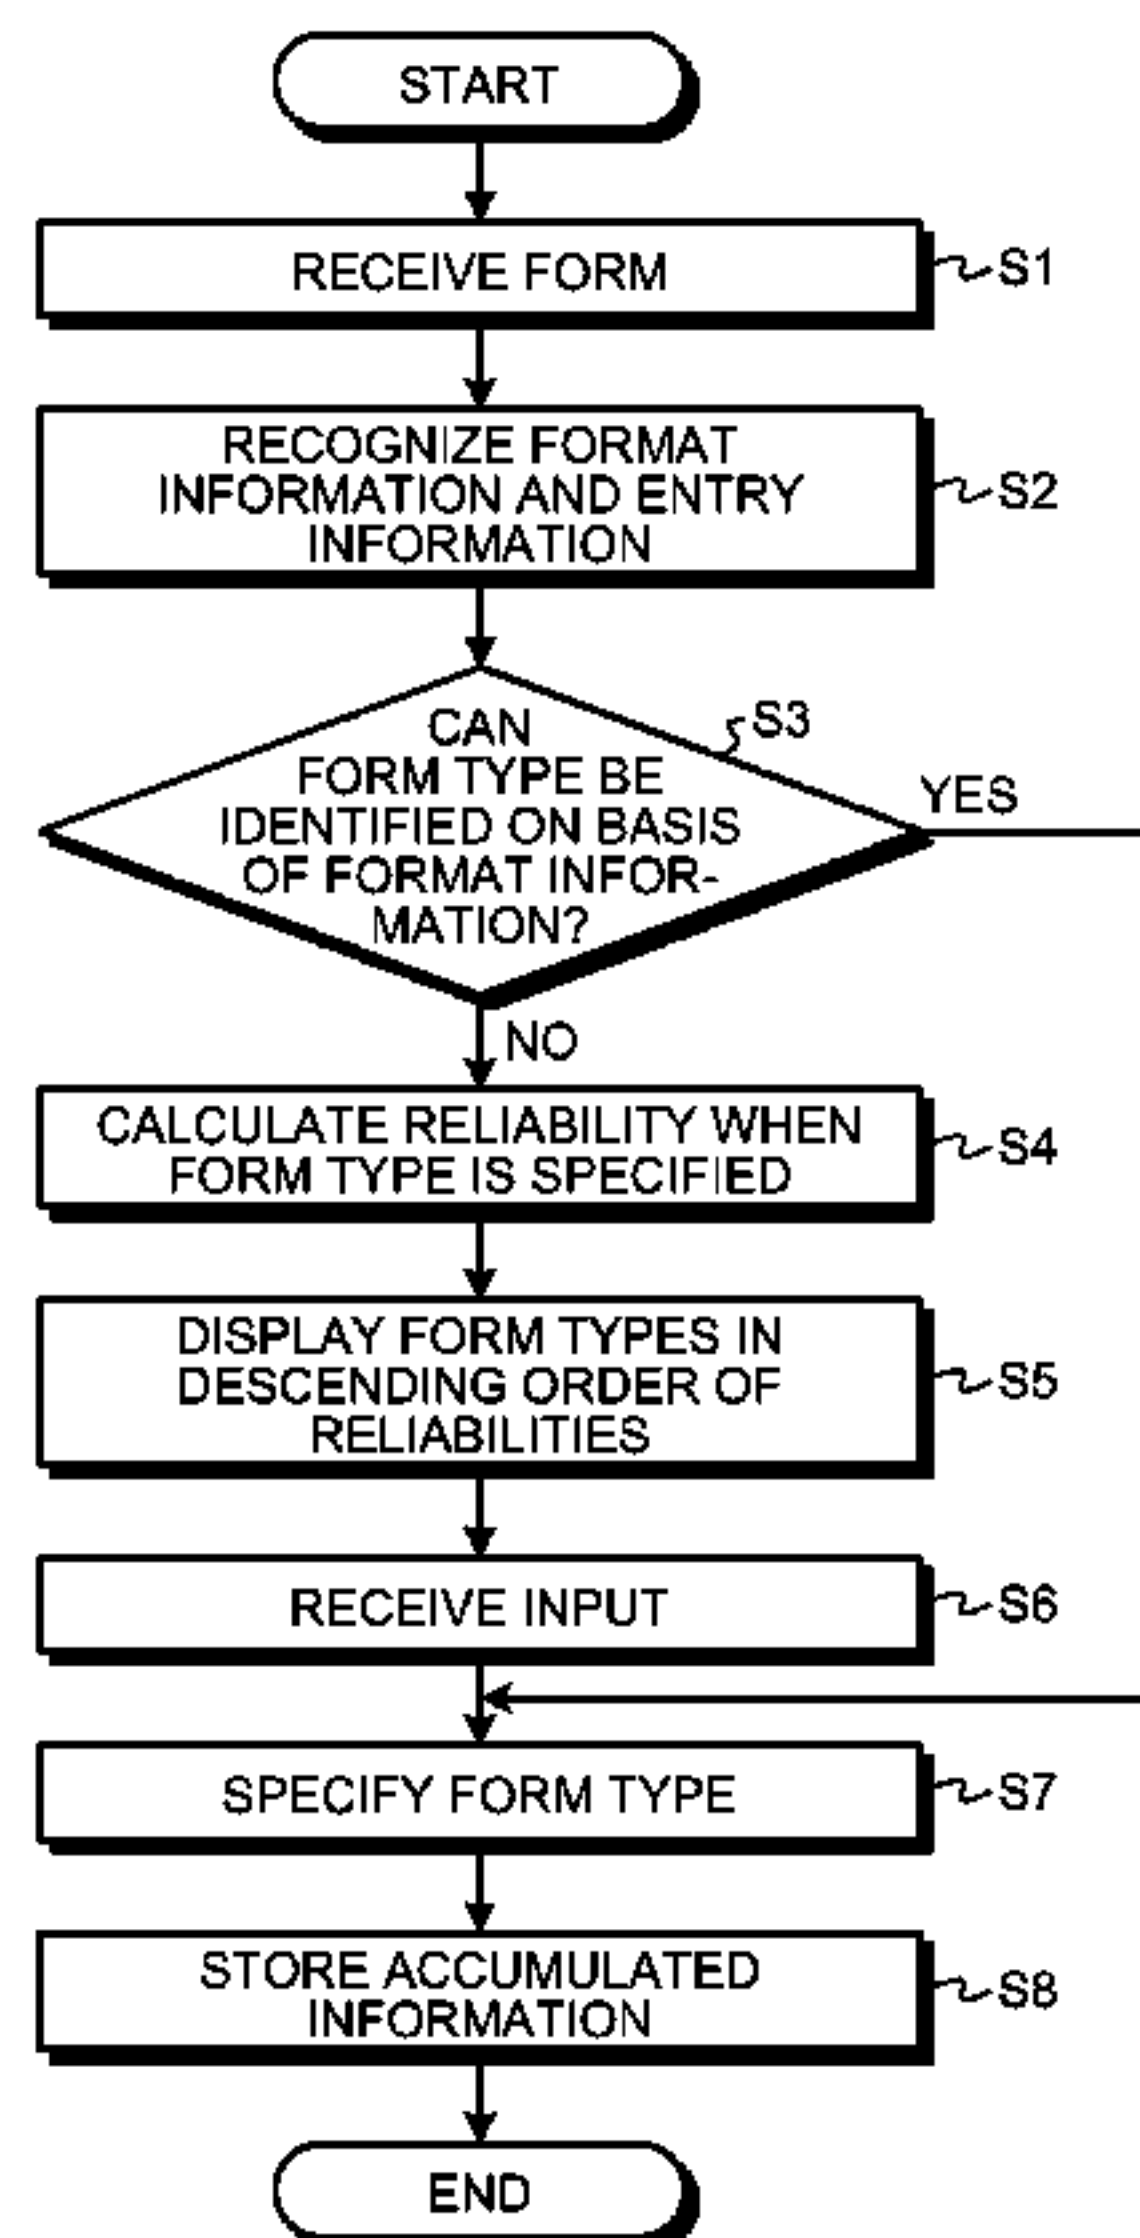 START
RECEIVE FORM
S1
RECOGNIZE FORMAT
INFORMATION AND ENTRY
INFORMATION
S2
CAN
FORM TYPE BE
IDENTIFIED ON BASIS
OF FORMAT INFOR-
MATION?
S3
YES
NO
CALCULATE RELIABILITY WHEN
FORM TYPE IS SPECIFIED
S4
DISPLAY FORM TYPES IN
DESCENDING ORDER OF
RELIABILITIES
S5
RECEIVE INPUT
S6
SPECIFY FORM TYPE
S7
STORE ACCUMULATED
INFORMATION
S8
END